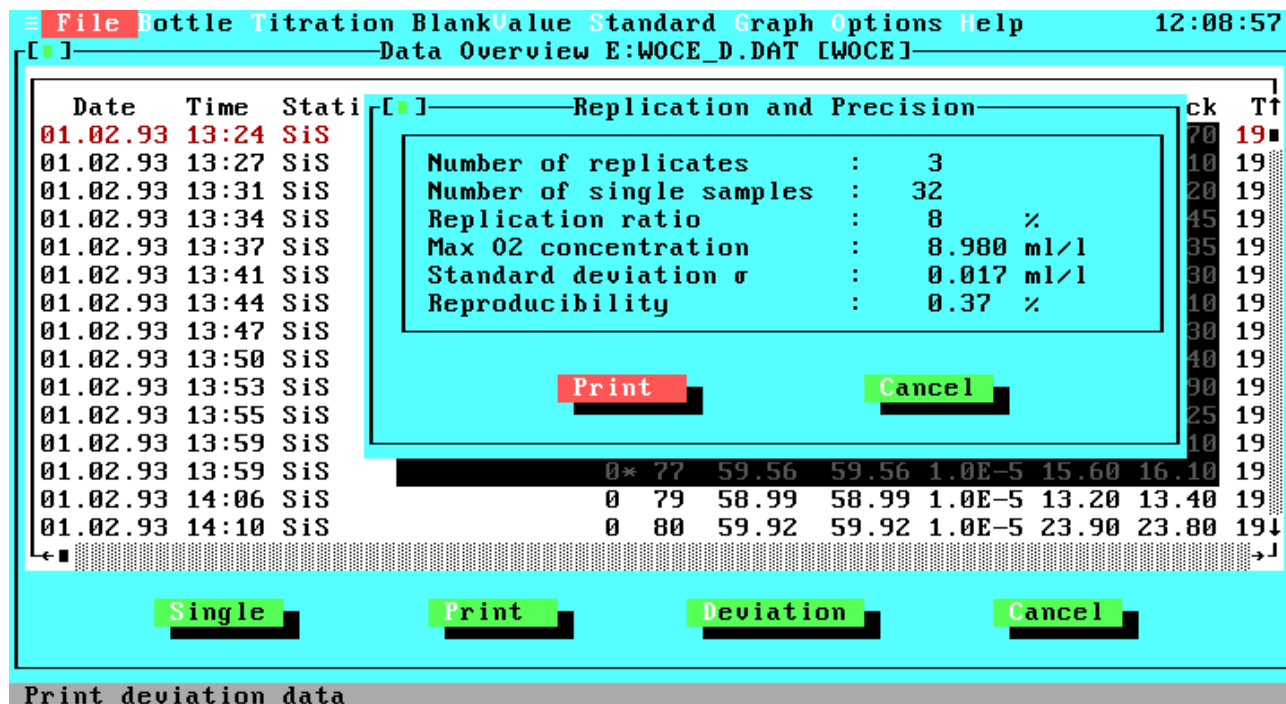 ≡ File Bottle Titration BlankValue Standard Graph Options Help 12:08:57
[■] Data Overview E:WOCE_D.DAT [WOCE]
Date Time Stati ck T↑
[■] Replication and Precision
01.02.93 13:24 SiS 70 19
01.02.93 13:27 SiS 10 19
01.02.93 13:31 SiS 20 19
01.02.93 13:34 SiS 45 19
01.02.93 13:37 SiS 35 19
01.02.93 13:41 SiS 30 19
01.02.93 13:44 SiS 10 19
01.02.93 13:47 SiS 30 19
01.02.93 13:50 SiS 40 19
01.02.93 13:53 SiS 90 19
01.02.93 13:55 SiS 25 19
01.02.93 13:59 SiS 10 19
Number of replicates : 3
Number of single samples : 32
Replication ratio : 8 %
Max O2 concentration : 8.980 ml/l
Standard deviation σ : 0.017 ml/l
Reproducibility : 0.37 %
Print Cancel
01.02.93 13:59 SiS 0* 77 59.56 59.56 1.0E-5 15.60 16.10 19
01.02.93 14:06 SiS 0 79 58.99 58.99 1.0E-5 13.20 13.40 19
01.02.93 14:10 SiS 0 80 59.92 59.92 1.0E-5 23.90 23.80 19↓
Single Print Deviation Cancel
Print deviation data